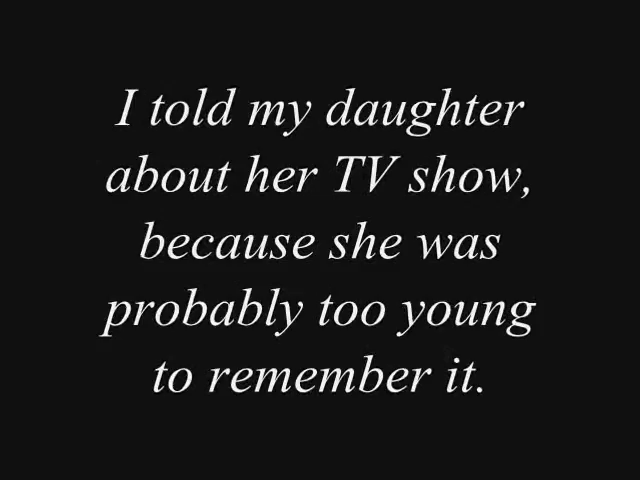 I told my daughter
about her TV show,
because she was
probably too young
to remember it.